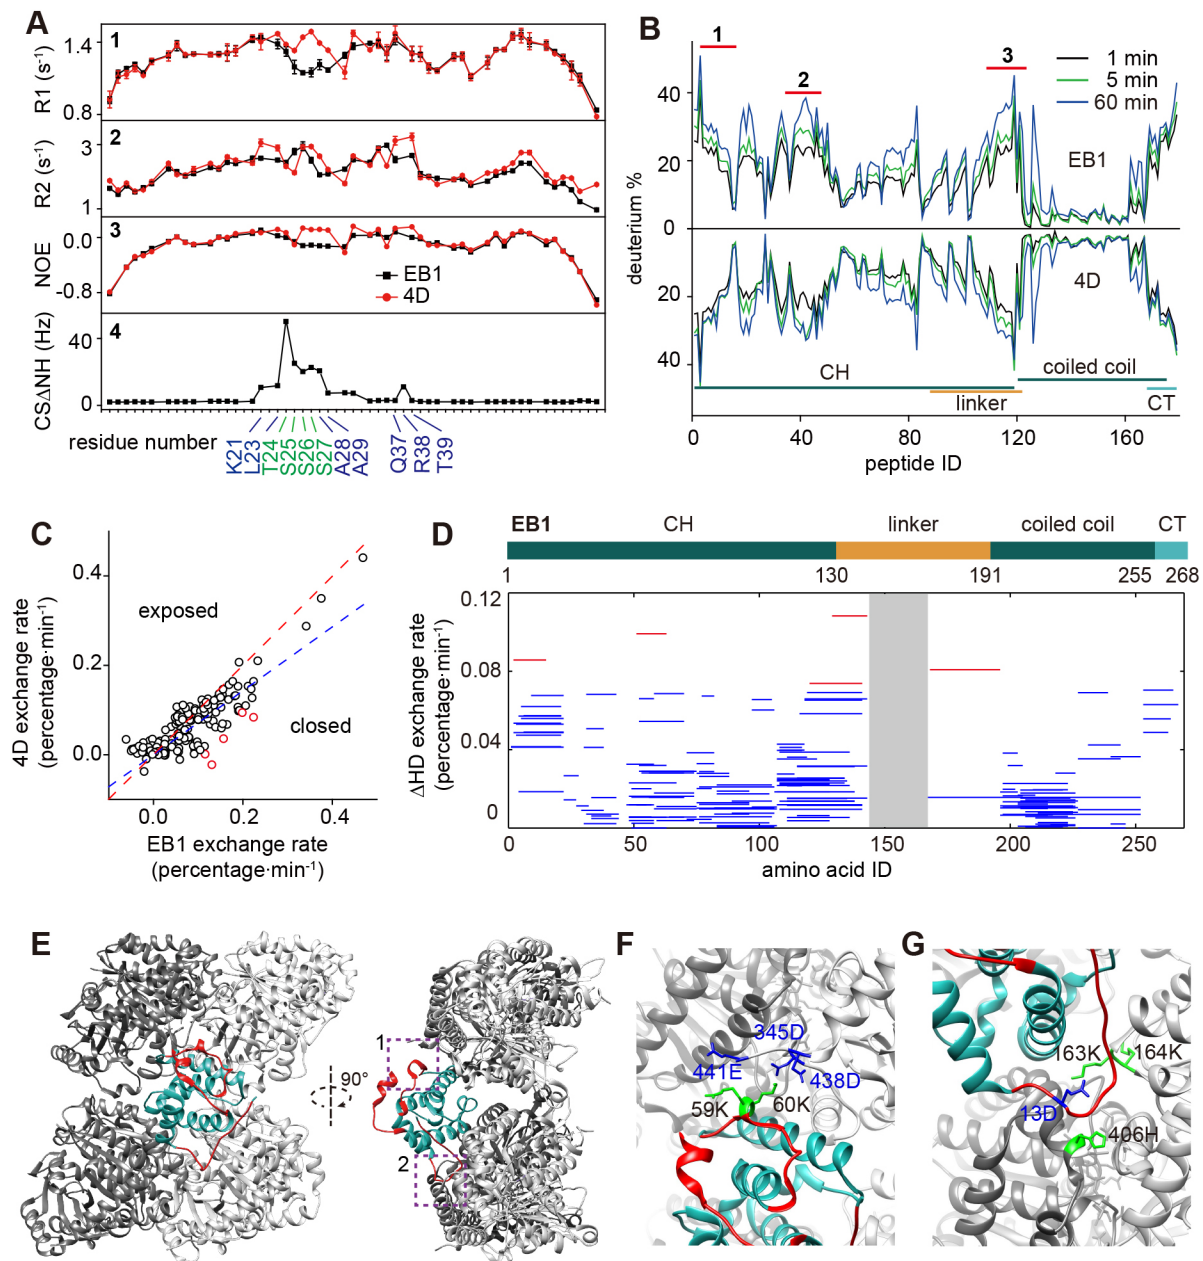 A
1
1.4
0.8
R1 (s⁻¹)
2
3
1
R2 (s⁻¹)
3
0.0
-0.8
NOE
EB1
4D
4
40
0
CSΔNH (Hz)
residue number
K21
L23
T24
S25
S26
S27
A28
A29
Q37
R38
T39
B
1
2
3
1 min
5 min
60 min
40
20
0
20
40
deuterium %
EB1
4D
CH
coiled coil
linker
CT
0
40
80
120
160
peptide ID
C
0.4
0.2
0.0
4D exchange rate
(percentage·min⁻¹)
exposed
closed
0.0
0.2
0.4
EB1 exchange rate
(percentage·min⁻¹)
D
EB1
CH
linker
coiled coil
CT
1
130
191
255
268
0.12
0.08
0.04
0
ΔHD exchange rate
(percentage·min⁻¹)
0
50
100
150
200
250
amino acid ID
E
90°
1
2
F
345D
441E
438D
59K
60K
G
163K
164K
13D
406H